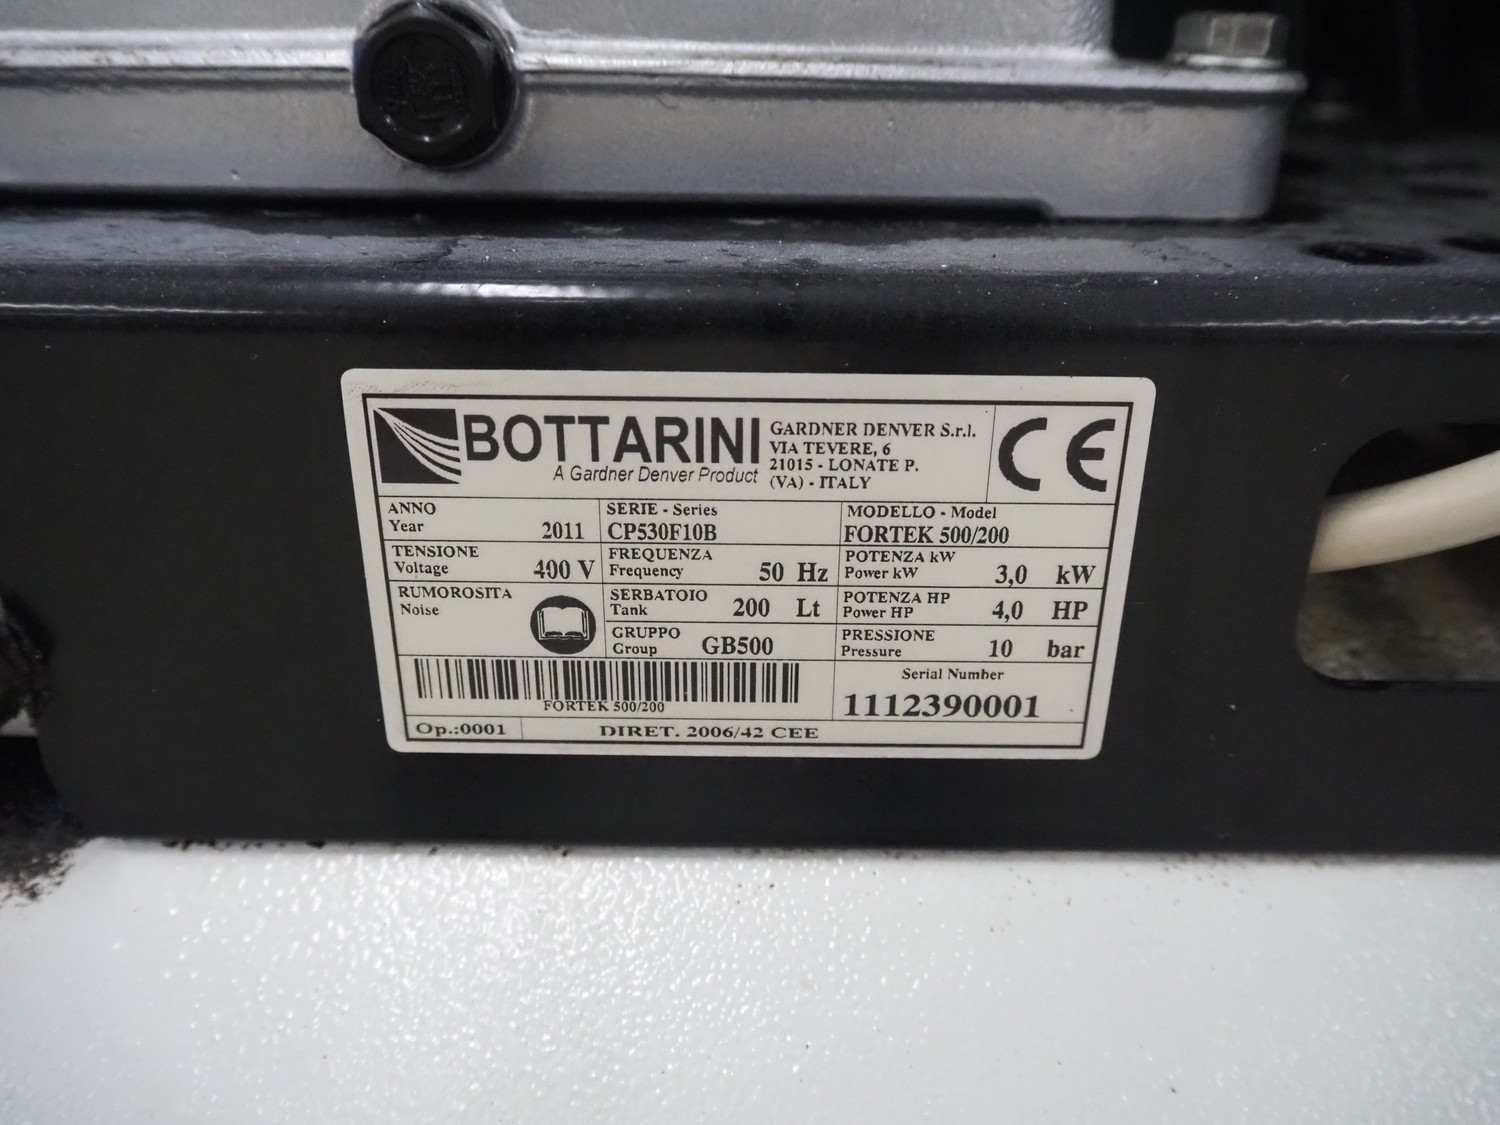 BOTTARINI
A Gardner Denver Product
GARDNER DENVER S.r.l.
VIA TEVERE, 6
21015 - LONATE P.
(VA) - ITALY
CE
ANNO
Year 2011
SERIE - Series
CP530F10B
MODELLO - Model
FORTEK 500/200
TENSIONE
Voltage 400 V
FREQUENZA
Frequency 50 Hz
POTENZA kW
Power kW 3,0 kW
RUMOROSITA
Noise
SERBATOIO
Tank 200 Lt
POTENZA HP
Power HP 4,0 HP
GRUPPO
Group GB500
PRESSIONE
Pressure 10 bar
FORTEK 500/200
Serial Number
1112390001
Op.:0001
DIRET. 2006/42 CEE